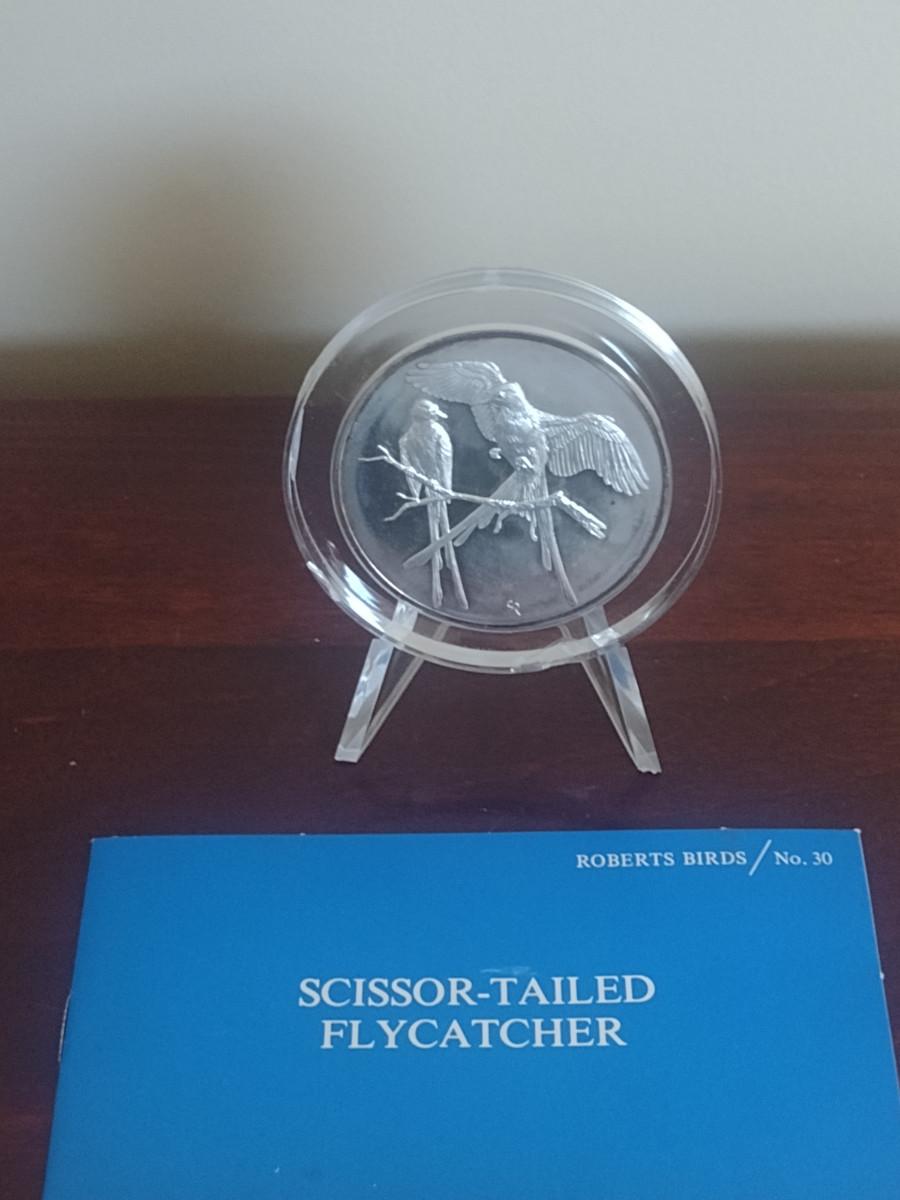 ROBERTS BIRDS / No. 30
SCISSOR-TAILED
FLYCATCHER